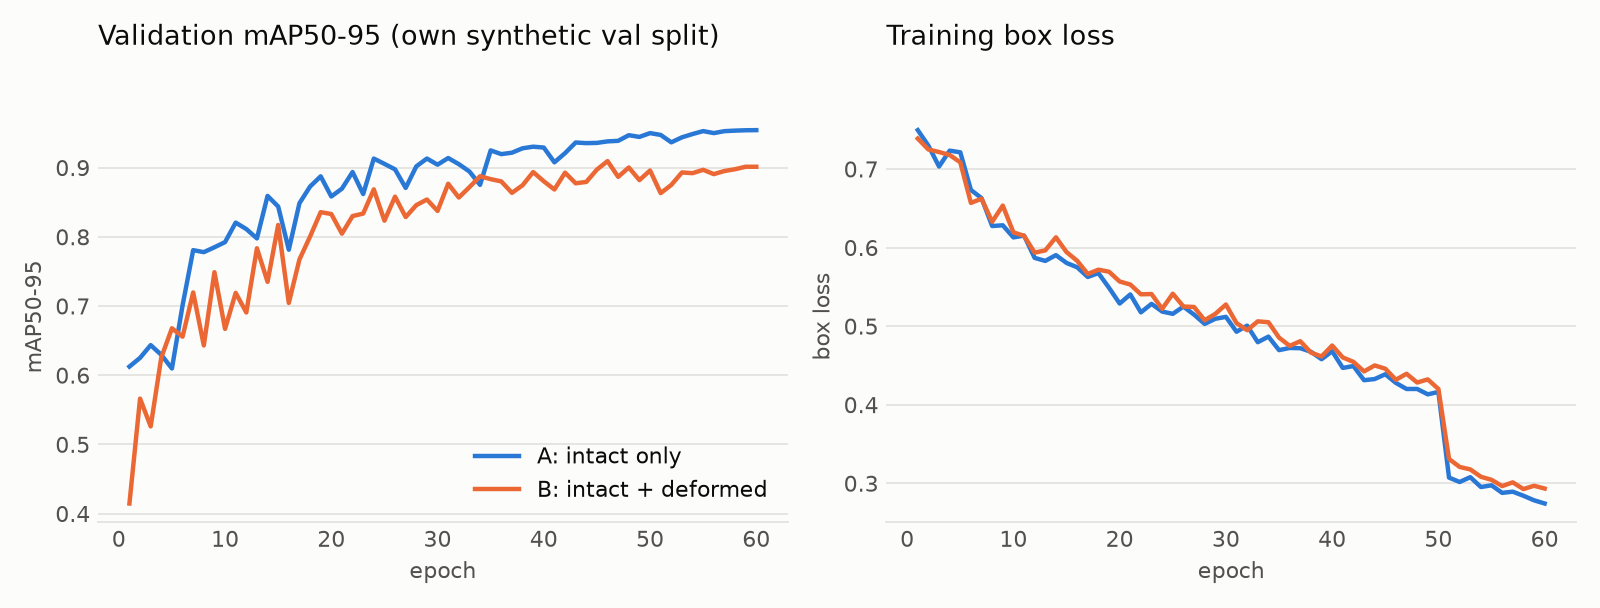 Validation mAP50-95 (own synthetic val split)
mAP50-95
0.9
0.8
0.7
0.6
0.5
0.4
A: intact only
B: intact + deformed
0 10 20 30 40 50 60
epoch
Training box loss
box loss
0.7
0.6
0.5
0.4
0.3
0 10 20 30 40 50 60
epoch